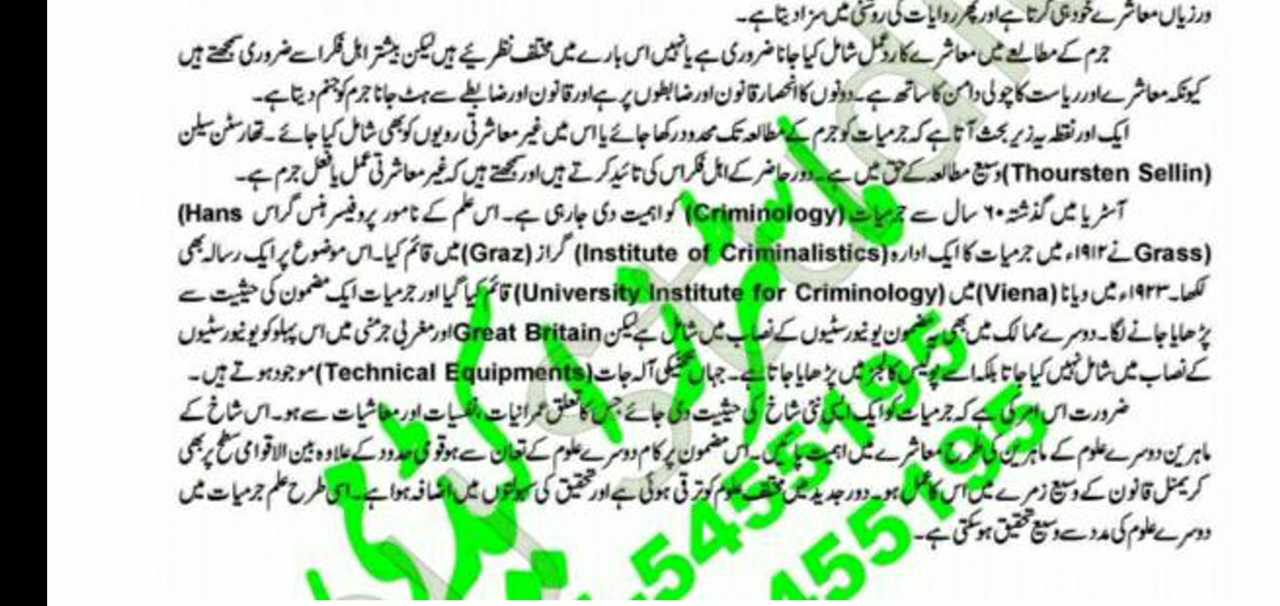 ورزیاں معاشرے خود ہی کرتا ہے اور پھر روایات کی روشنی میں سزا دیتا ہے۔
جرم کے مطالعے میں معاشرے کا ردعمل شامل کیا جانا ضروری ہے یا نہیں اس بارے میں مختلف نظریئے ہیں لیکن بیشتر اہل فکر اسے ضروری سمجھتے ہیں
کیونکہ معاشرے اور ریاست کا چولی دامن کا ساتھ ہے۔ دونوں کا انحصار قانون اور ضابطوں پر ہے اور قانون اور ضابطے سے ہٹ جانا جرم کو جنم دیتا ہے۔
ایک اور نقطہ یہ زیر بحث آتا ہے کہ جرمیات کو جرم کے مطالعہ تک محدود رکھا جائے یا اس میں غیر معاشرتی رویوں کو بھی شامل کیا جائے۔ تھارسٹن سیلن
(Thoursten Sellin) وسیع مطالعہ کے حق میں ہے۔ دور حاضر کے اہل فکر اس کی تائید کرتے ہیں اور سمجھتے ہیں کہ غیر معاشرتی عمل یا فعل جرم ہے۔
آسٹریا میں گذشتہ ۶۰ سال سے جرمیات (Criminology) کو اہمیت دی جا رہی ہے۔ اس علم کے نامور پروفیسر ہنس گراس (Hans
Grass) نے ۱۹۱۲ء میں جرمیات کا ایک ادارہ (Institute of Criminalistics) گراز (Graz) میں قائم کیا۔ اس موضوع پر ایک رسالہ بھی
لکھا۔ ۱۹۲۳ء میں ویانا (Viena) میں (University Institute for Criminology) قائم کیا گیا اور جرمیات ایک مضمون کی حیثیت سے
پڑھایا جانے لگا۔ دوسرے ممالک میں بھی یہ مضمون یونیورسٹیوں کے نصاب میں شامل ہے لیکن Great Britain اور مغربی جرمنی میں اس پہلو کو یونیورسٹیوں
کے نصاب میں شامل نہیں کیا جاتا بلکہ اسے پولیس کالجز میں پڑھایا جاتا ہے۔ جہاں تکنیکی آلہ جات (Technical Equipments) موجود ہوتے ہیں۔
ضرورت اس امر کی ہے کہ جرمیات کو ایک ایسی نئی شاخ کی حیثیت دی جائے جس کا تعلق عمرانیات، نفسیات اور معاشیات سے ہو۔ اس شاخ کے
ماہرین دوسرے علوم کے ماہرین کی طرح معاشرے میں اہمیت پائیں۔ اس مضمون پر کام دوسرے علوم کے تعاون سے ہو قومی حدود کے علاوہ بین الاقوامی سطح پر بھی
کریمنل قانون کے وسیع زمرے میں اس کا عمل ہو۔ دور جدید میں مختلف علوم کو ترقی ہوئی ہے اور تحقیق کی سہولتوں میں اضافہ ہوا ہے۔ اسی طرح علم جرمیات میں
دوسرے علوم کی مدد سے وسیع تحقیق ہو سکتی ہے۔
-5455195
455195